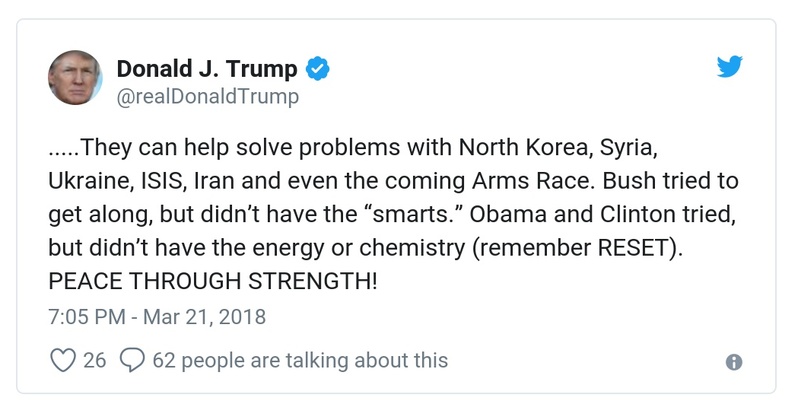 Donald J. Trump
@realDonaldTrump
.....They can help solve problems with North Korea, Syria,
Ukraine, ISIS, Iran and even the coming Arms Race. Bush tried to
get along, but didn’t have the “smarts.” Obama and Clinton tried,
but didn’t have the energy or chemistry (remember RESET).
PEACE THROUGH STRENGTH!
7:05 PM - Mar 21, 2018
26 62 people are talking about this